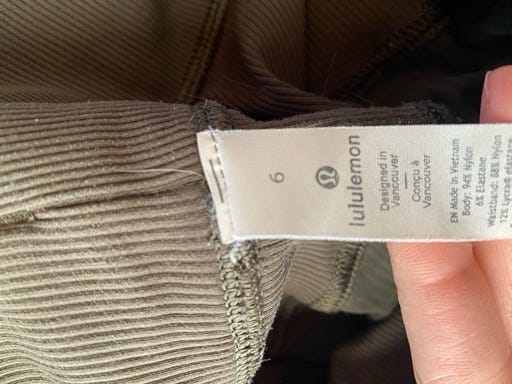 6
lululemon
Designed in
Vancouver
Conçu à
Vancouver
EN Made in Vietnam
Body: 94% Nylon
6% Elastane
Waistband: 88% Nylon
12% Lycra® elastane